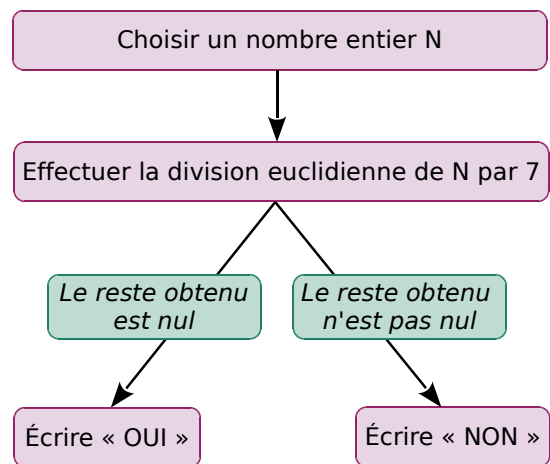 Choisir un nombre entier N
Effectuer la division euclidienne de N par 7
Le reste obtenu
est nul
Le reste obtenu
n'est pas nul
Écrire « OUI »
Écrire « NON »